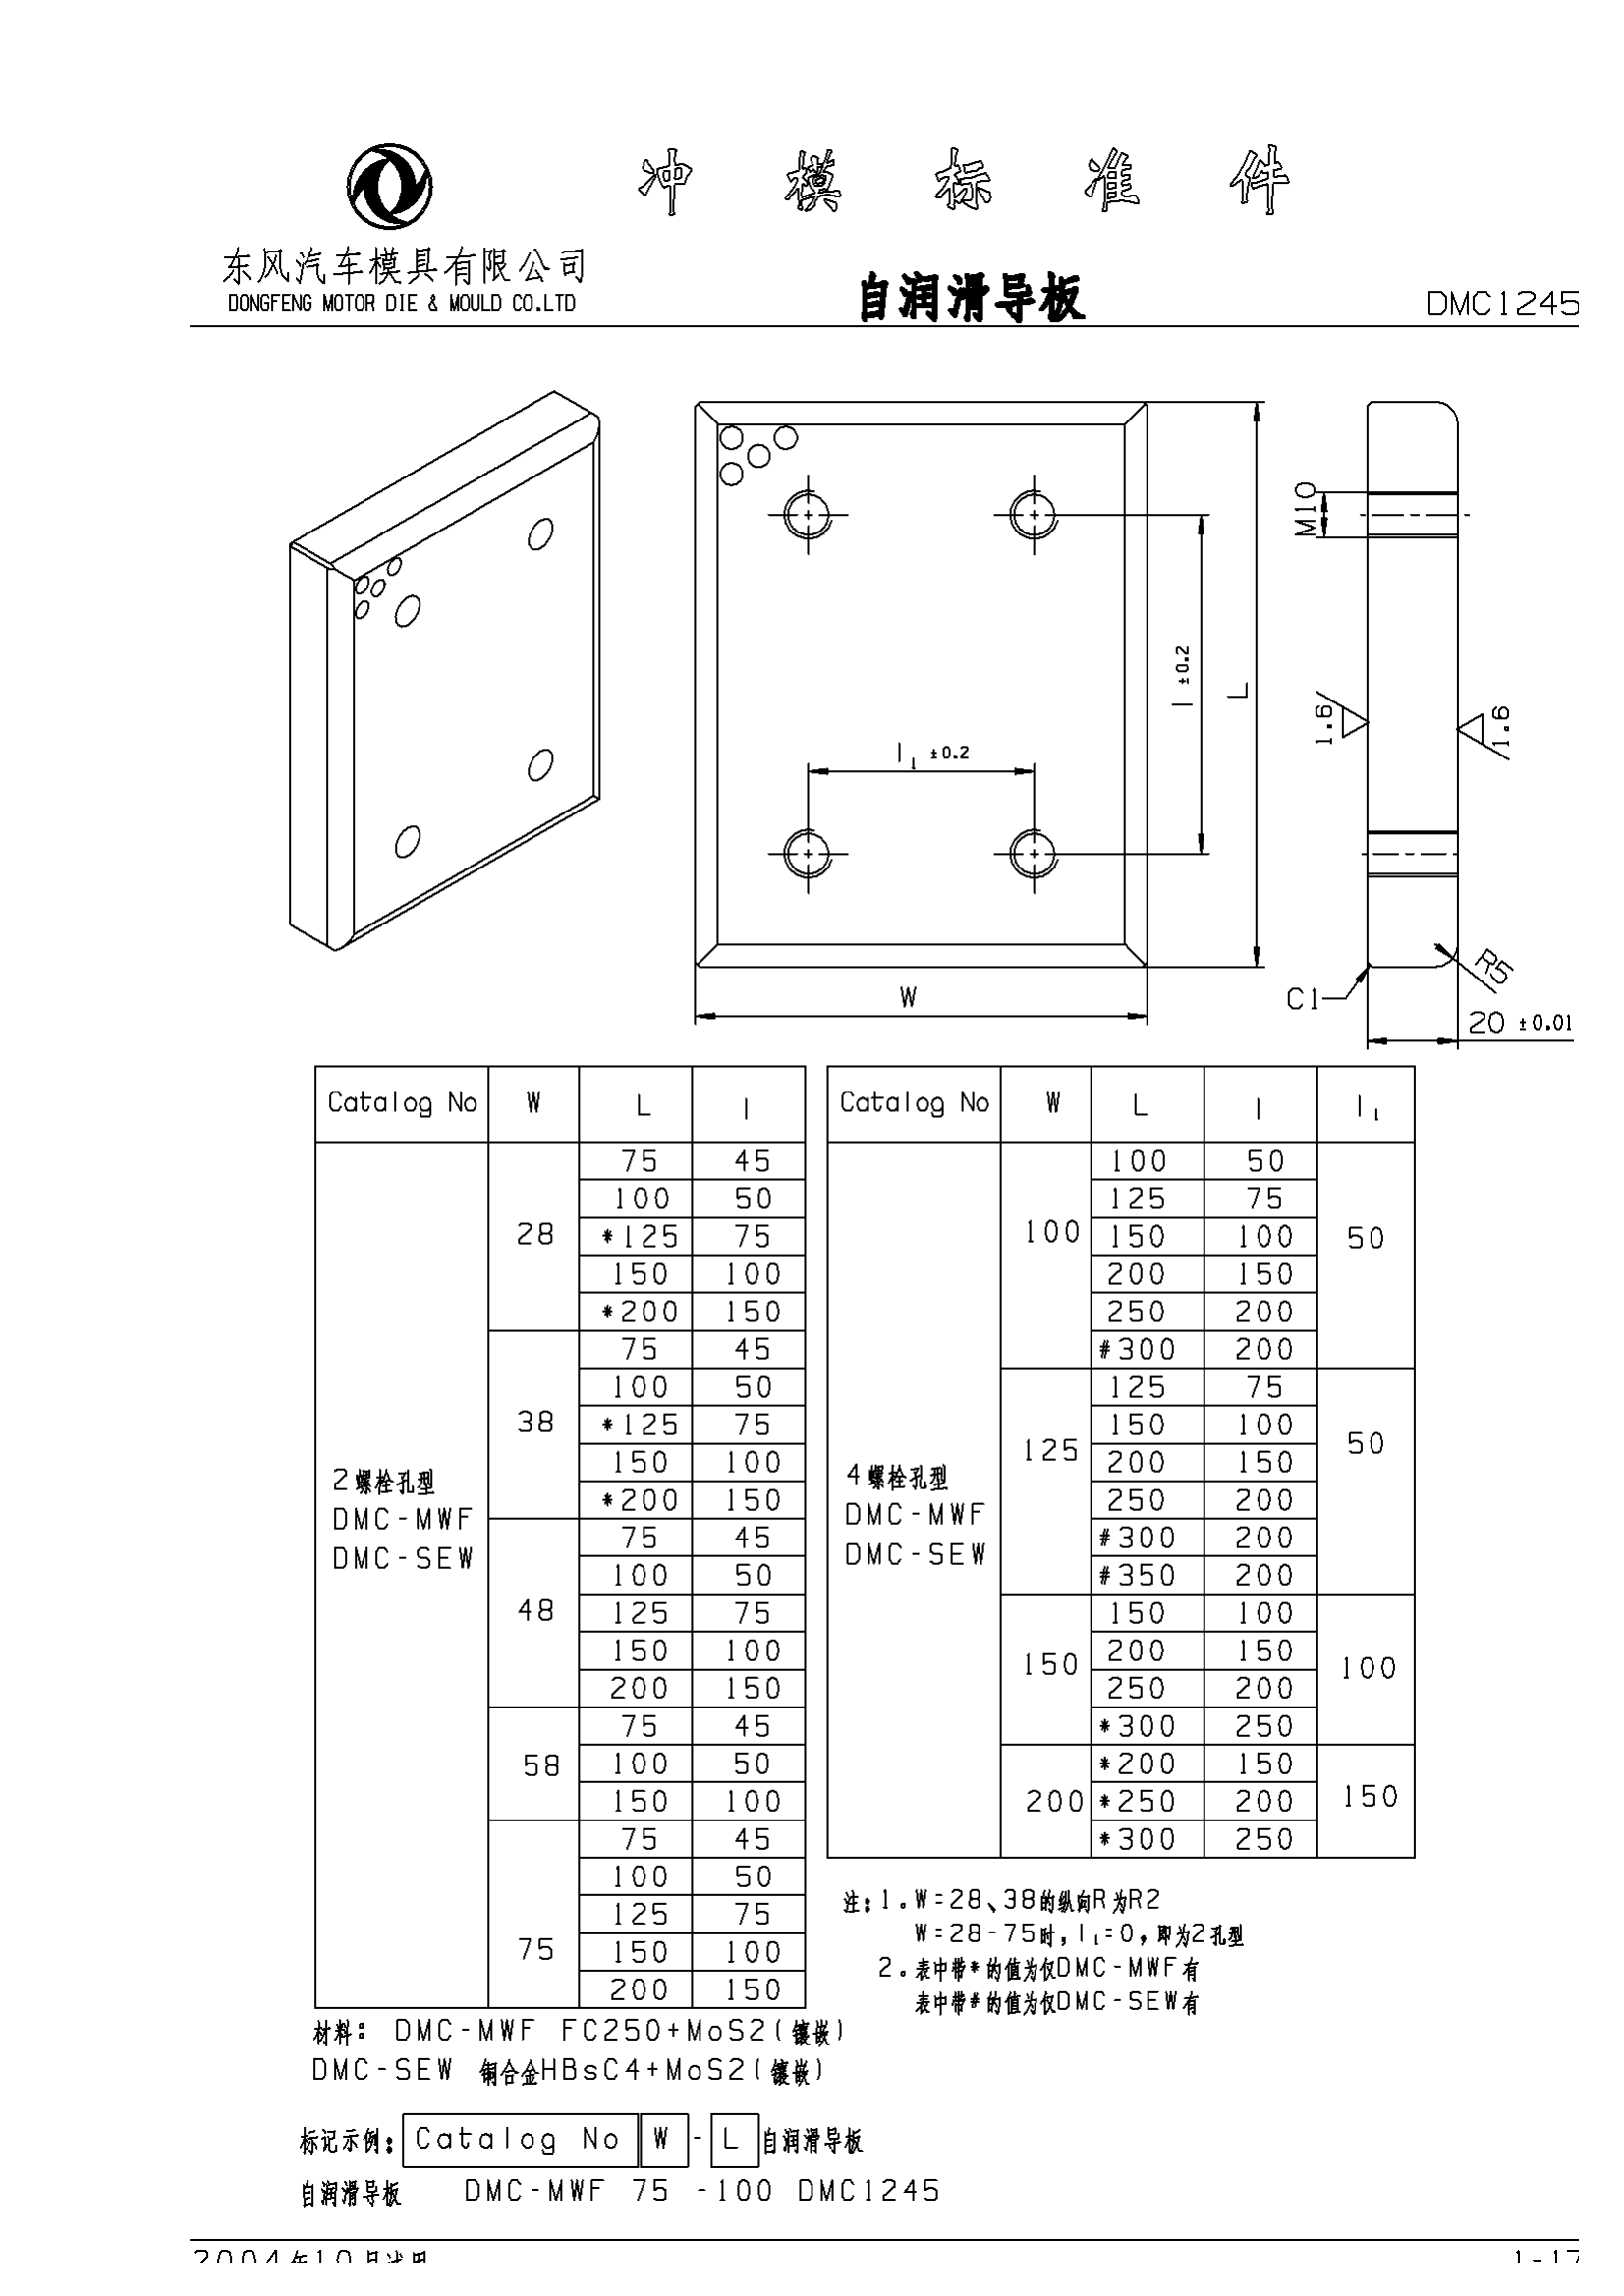 冲 模 标 准 件
东风汽车模具有限公司
DONGFENG MOTOR DIE & MOULD CO.LTD
自润滑导板
DMC1245
M10
l ±0.2
L
l1 ±0.2
1.6
1.6
W
R5
C1
20 ±0.01
Catalog No W L l
2螺栓孔型
DMC-MWF
DMC-SEW
28
75 45
100 50
*125 75
150 100
*200 150
38
75 45
100 50
*125 75
150 100
*200 150
48
75 45
100 50
125 75
150 100
200 150
58
75 45
100 50
150 100
75
75 45
100 50
125 75
150 100
200 150
Catalog No W L l l1
4螺栓孔型
DMC-MWF
DMC-SEW
100
100 50
125 75
150 100
200 150
250 200
#300 200
50
125
125 75
150 100
200 150
250 200
#300 200
#350 200
50
150
150 100
200 150
250 200
*300 250
100
200
*200 150
*250 200
*300 250
150
注:1。W=28、38的纵向R为R2
W=28-75时,l1=0,即为2孔型
2。表中带*的值为仅DMC-MWF有
表中带#的值为仅DMC-SEW有
材料: DMC-MWF FC250+MoS2(镶嵌)
DMC-SEW 铜合金HBsC4+MoS2(镶嵌)
标记示例: Catalog No W - L 自润滑导板
自润滑导板 DMC-MWF 75 -100 DMC1245
2004年10月
1-17